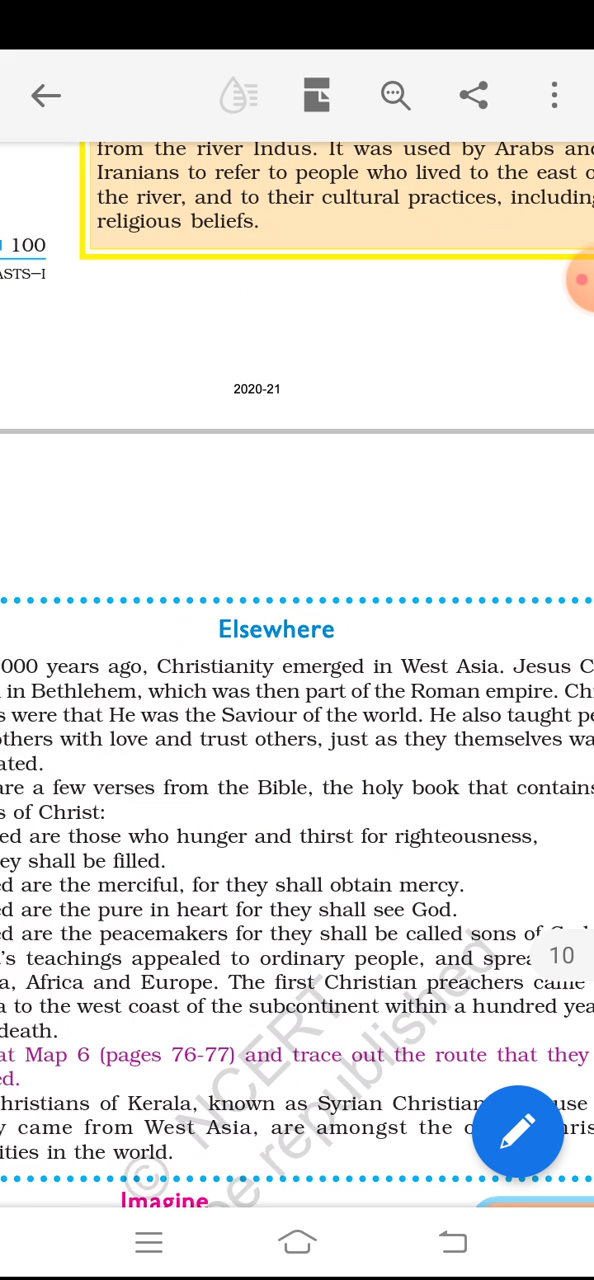 from the river Indus. It was used by Arabs and
Iranians to refer to people who lived to the east o
the river, and to their cultural practices, including
religious beliefs.
100
ASTS–I
2020-21
Elsewhere
000 years ago, Christianity emerged in West Asia. Jesus C
in Bethlehem, which was then part of the Roman empire. Ch
s were that He was the Saviour of the world. He also taught pe
others with love and trust others, just as they themselves wa
ated.
are a few verses from the Bible, the holy book that contains
s of Christ:
ed are those who hunger and thirst for righteousness,
ey shall be filled.
ed are the merciful, for they shall obtain mercy.
ed are the pure in heart for they shall see God.
ed are the peacemakers for they shall be called sons of God
t's teachings appealed to ordinary people, and sprea
10
a, Africa and Europe. The first Christian preachers came
a to the west coast of the subcontinent within a hundred yea
death.
at Map 6 (pages 76-77) and trace out the route that they
ed.
hristians of Kerala, known as Syrian Christian use
y came from West Asia, are amongst the hris
ities in the world.
© NCERT
be republished
Imagine